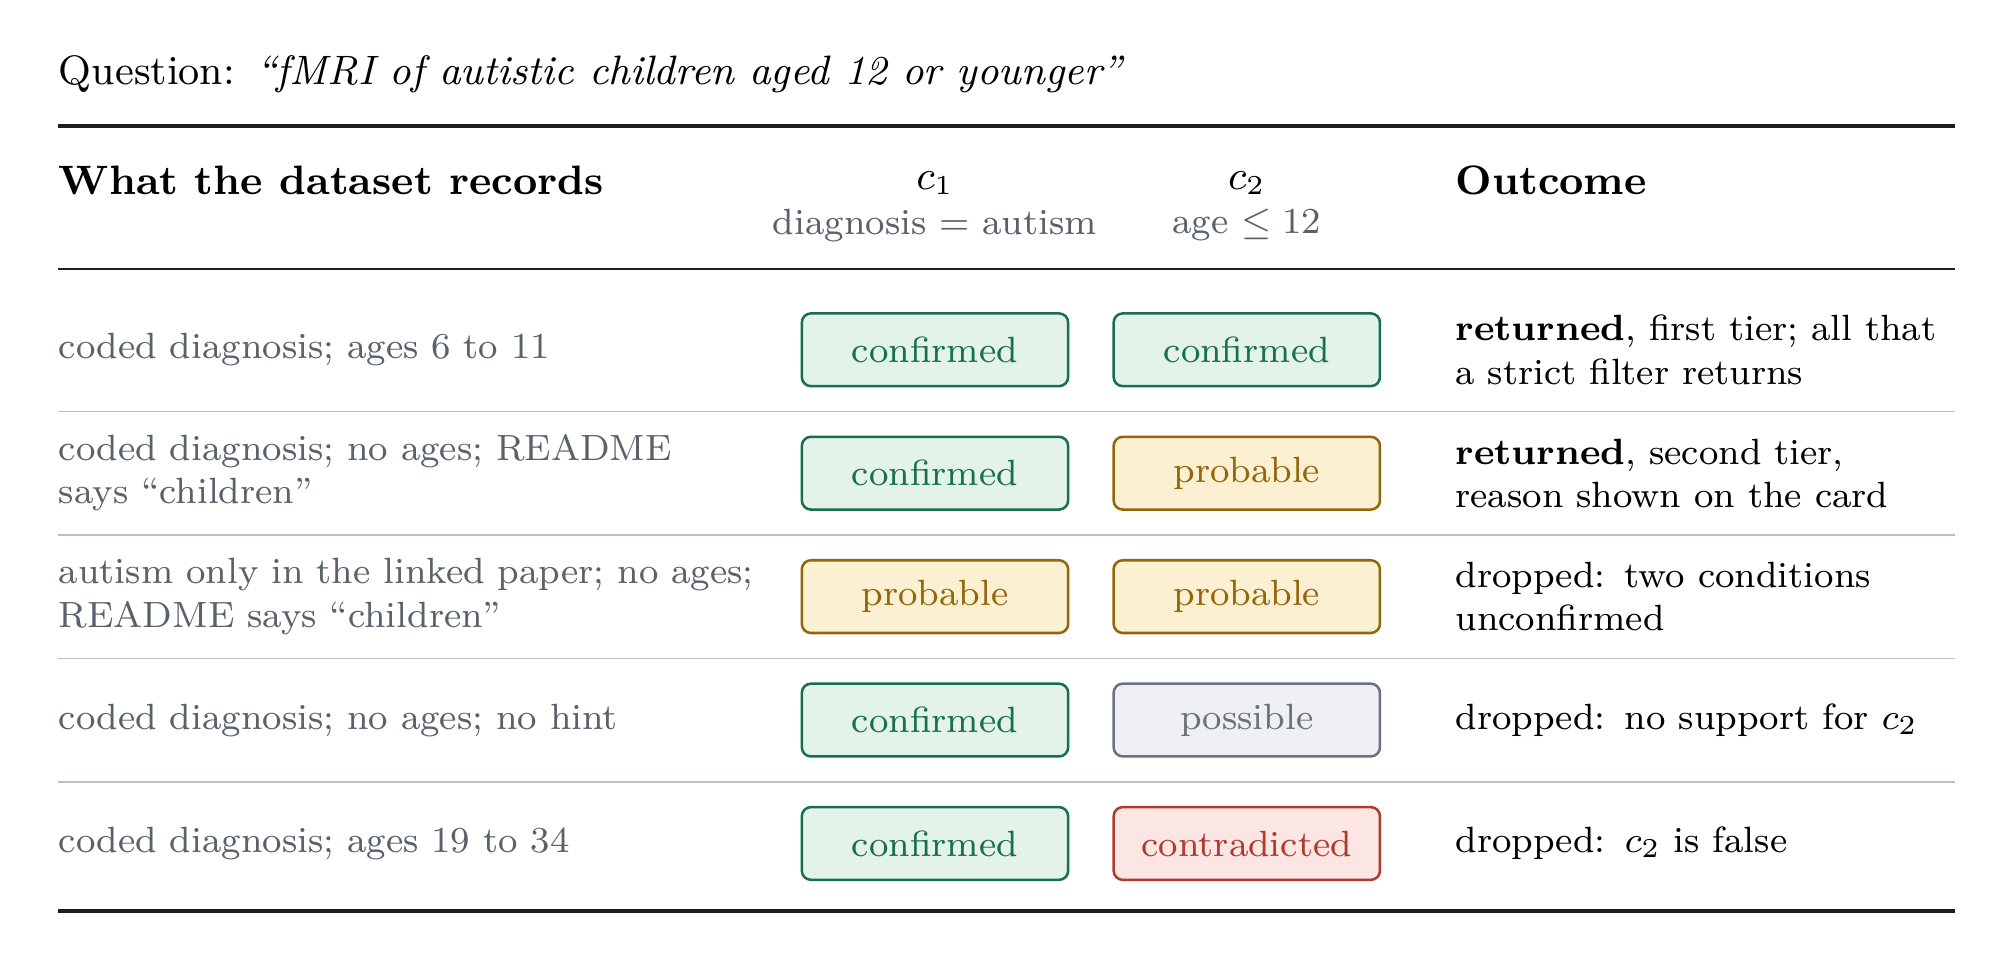 Question: “fMRI of autistic children aged 12 or younger”
What the dataset records
c₁
diagnosis = autism
c₂
age ≤ 12
Outcome
coded diagnosis; ages 6 to 11
confirmed
confirmed
returned, first tier; all that
a strict filter returns
coded diagnosis; no ages; README
says “children”
confirmed
probable
returned, second tier,
reason shown on the card
autism only in the linked paper; no ages;
README says “children”
probable
probable
dropped: two conditions
unconfirmed
coded diagnosis; no ages; no hint
confirmed
possible
dropped: no support for c₂
coded diagnosis; ages 19 to 34
confirmed
contradicted
dropped: c₂ is false